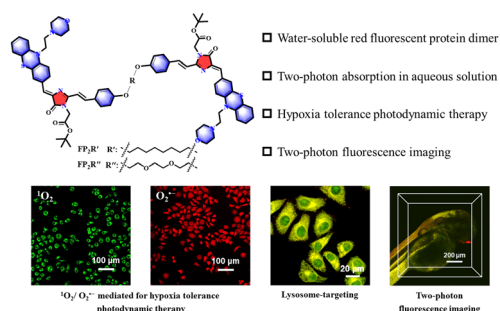 Water-soluble red fluorescent protein dimer
Two-photon absorption in aqueous solution
Hypoxia tolerance photodynamic therapy
Two-photon fluorescence imaging
O
O
N
N
O
R
O
N
O
N
FP₂R′ R′:
FP₂R″ R″:
O
O
¹O₂
100 μm
O₂•⁻
100 μm
20 μm
200 μm
¹O₂/ O₂•⁻ mediated for hypoxia tolerance
photodynamic therapy
Lysosome-targeting
Two-photon
fluorescence imaging